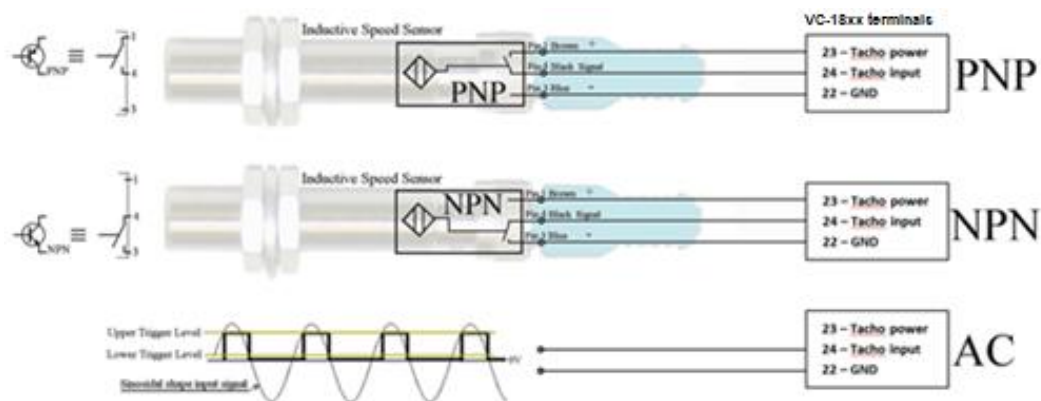 VC-18xx terminals
Inductive Speed Sensor
1
PNP
4
3
PNP
Pin 1 Brown +
Black Signal
Pin 3 Blue -
23 – Tacho power
24 – Tacho input
22 – GND
PNP
Inductive Speed Sensor
1
4
NPN
3
NPN
Pin 1 Brown +
Pin 4 Black Signal
Pin 3 Blue -
23 – Tacho power
24 – Tacho input
22 – GND
NPN
Upper Trigger Level
Lower Trigger Level
0V
Sinosidal shape input signal
23 – Tacho power
24 – Tacho input
22 – GND
AC